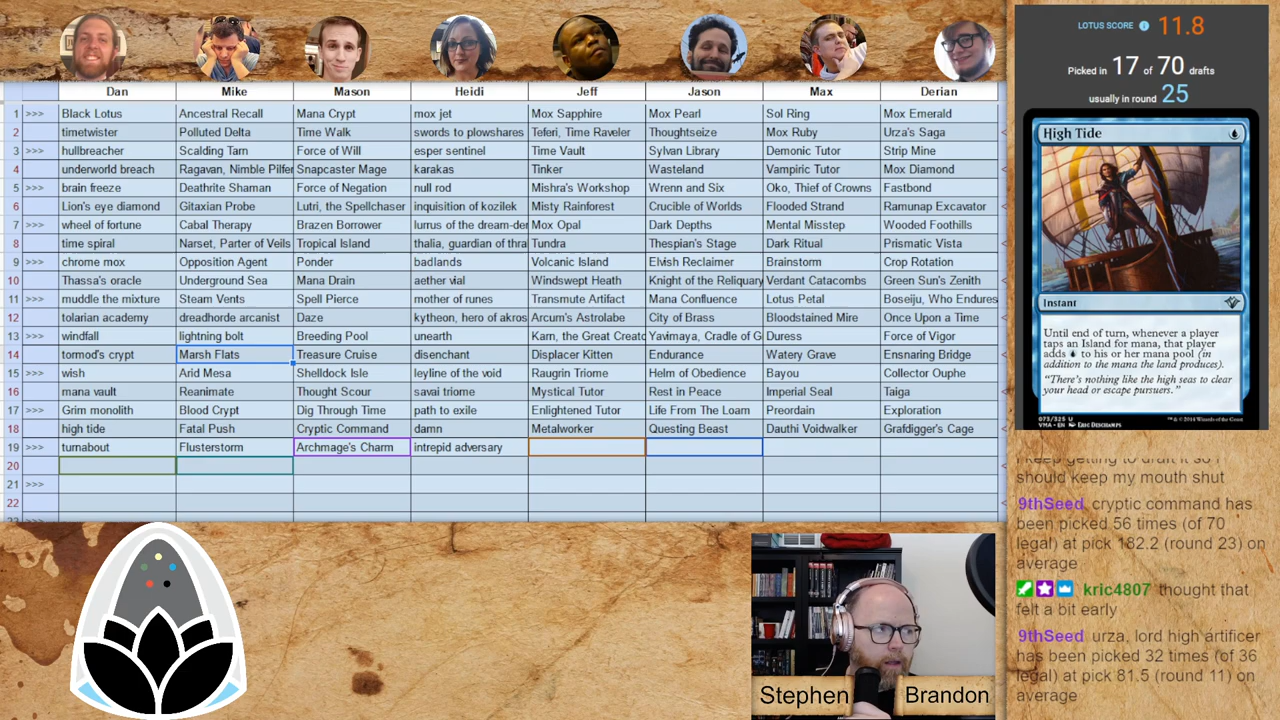 LOTUS SCORE 11.8
Picked in 17 of 70 drafts
usually in round 25
Dan Mike Mason Heidi Jeff Jason Max Derian
1 >>> Black Lotus Ancestral Recall Mana Crypt mox jet Mox Sapphire Mox Pearl Sol Ring Mox Emerald
2 timetwister Polluted Delta Time Walk swords to plowshares Teferi, Time Raveler Thoughtseize Mox Ruby Urza's Saga
3 >>> hullbreacher Scalding Tarn Force of Will esper sentinel Time Vault Sylvan Library Demonic Tutor Strip Mine
4 underworld breach Ragavan, Nimble Pilfer Snapcaster Mage karakas Tinker Wasteland Vampiric Tutor Mox Diamond
5 >>> brain freeze Deathrite Shaman Force of Negation null rod Mishra's Workshop Wrenn and Six Oko, Thief of Crowns Fastbond
6 Lion's eye diamond Gitaxian Probe Lutri, the Spellchaser inquisition of kozilek Misty Rainforest Crucible of Worlds Flooded Strand Ramunap Excavator
7 >>> wheel of fortune Cabal Therapy Brazen Borrower lurrus of the dream-der Mox Opal Dark Depths Mental Misstep Wooded Foothills
8 time spiral Narset, Parter of Veils Tropical Island thalia, guardian of thra Tundra Thespian's Stage Dark Ritual Prismatic Vista
9 >>> chrome mox Opposition Agent Ponder badlands Volcanic Island Elvish Reclaimer Brainstorm Crop Rotation
10 Thassa's oracle Underground Sea Mana Drain aether vial Windswept Heath Knight of the Reliquary Verdant Catacombs Green Sun's Zenith
11 >>> muddle the mixture Steam Vents Spell Pierce mother of runes Transmute Artifact Mana Confluence Lotus Petal Boseiju, Who Endures
12 tolarian academy dreadhorde arcanist Daze kytheon, hero of akros Arcum's Astrolabe City of Brass Bloodstained Mire Once Upon a Time
13 >>> windfall lightning bolt Breeding Pool unearth Karn, the Great Creato Yavimaya, Cradle of G Duress Force of Vigor
14 tormod's crypt Marsh Flats Treasure Cruise disenchant Displacer Kitten Endurance Watery Grave Ensnaring Bridge
15 >>> wish Arid Mesa Shelldock Isle leyline of the void Raugrin Triome Helm of Obedience Bayou Collector Ouphe
16 mana vault Reanimate Thought Scour savai triome Mystical Tutor Rest in Peace Imperial Seal Taiga
17 >>> Grim monolith Blood Crypt Dig Through Time path to exile Enlightened Tutor Life From The Loam Preordain Exploration
18 high tide Fatal Push Cryptic Command damn Metalworker Questing Beast Dauthi Voidwalker Grafdigger's Cage
19 >>> turnabout Flusterstorm Archmage's Charm intrepid adversary
20
21 >>>
22
High Tide
Instant
Until end of turn, whenever a player
taps an Island for mana, that player
adds to his or her mana pool (in
addition to the mana the land produces).
"There's nothing like the high seas to clear
your head or escape pursuers."
073/325 U
VMA • EN ERIC DESCHAMPS
I keep getting to draft it so I
should keep my mouth shut
9thSeed cryptic command has
been picked 56 times (of 70
legal) at pick 182.2 (round 23) on
average
kric4807 thought that
felt a bit early
9thSeed urza, lord high artificer
has been picked 32 times (of 36
legal) at pick 81.5 (round 11) on
average
Stephen
Brandon